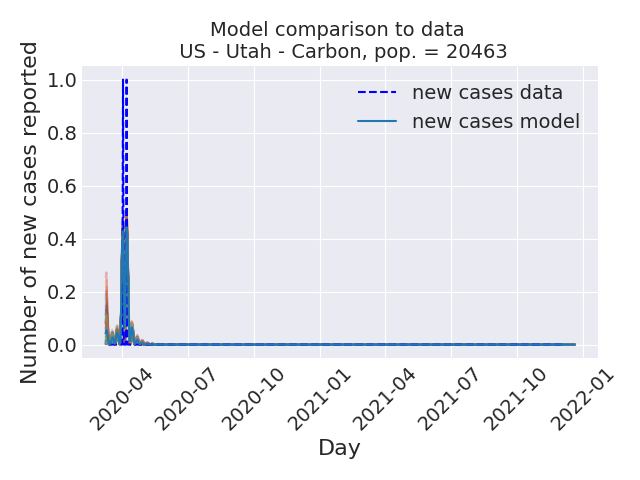 Model comparison to data
US - Utah - Carbon, pop. = 20463
Number of new cases reported
1.0
0.8
0.6
0.4
0.2
0.0
new cases data
new cases model
2020-04
2020-07
2020-10
2021-01
2021-04
2021-07
2021-10
2022-01
Day